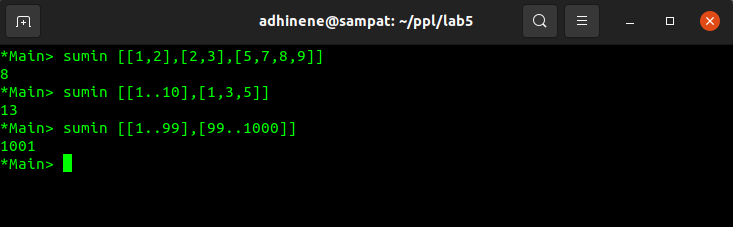 adhinene@sampat: ~/ppl/lab5
*Main> sumin [[1,2],[2,3],[5,7,8,9]]
8
*Main> sumin [[1..10],[1,3,5]]
13
*Main> sumin [[1..99],[99..1000]]
1001
*Main>